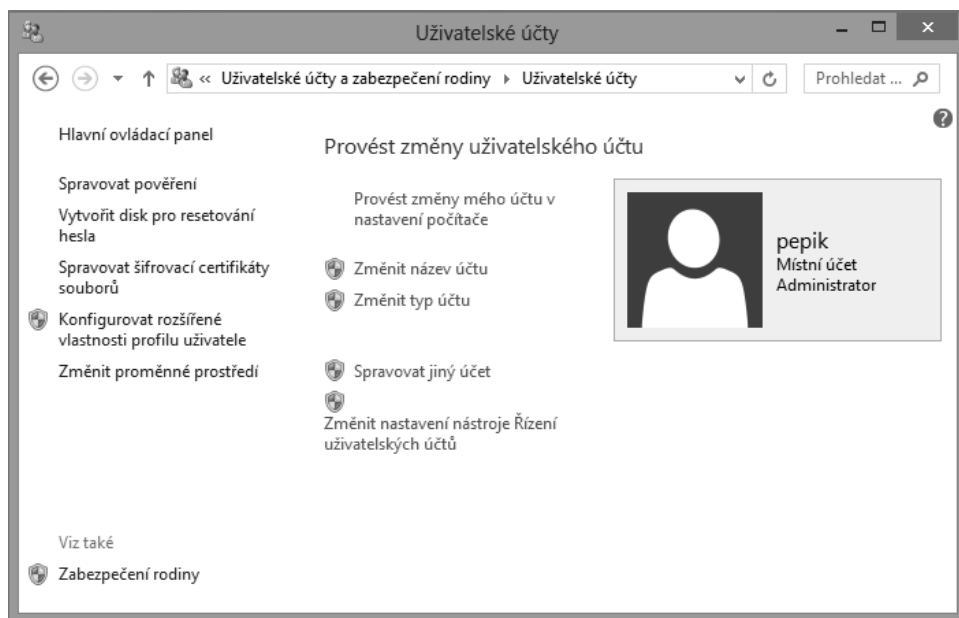 Uživatelské účty
« Uživatelské účty a zabezpečení rodiny Uživatelské účty
Prohledat ...
Hlavní ovládací panel
Spravovat pověření
Vytvořit disk pro resetování
hesla
Spravovat šifrovací certifikáty
souborů
Konfigurovat rozšířené
vlastnosti profilu uživatele
Změnit proměnné prostředí
Viz také
Zabezpečení rodiny
Provést změny uživatelského účtu
Provést změny mého účtu v
nastavení počítače
Změnit název účtu
Změnit typ účtu
Spravovat jiný účet
Změnit nastavení nástroje Řízení
uživatelských účtů
pepik
Místní účet
Administrator